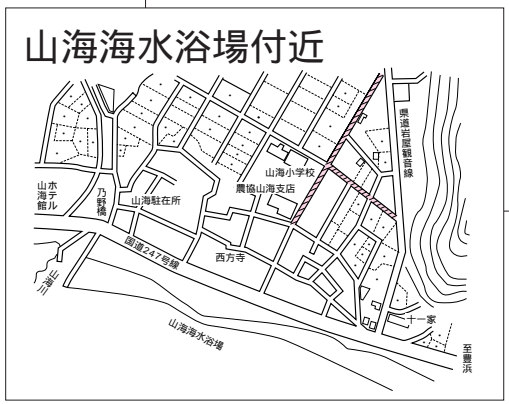 山海海水浴場付近
県道岩屋観音線
山海小学校
農協山海支店
ホテル
山海館
乃野橋
山海駐在所
国道247号線
西方寺
山海川
山海海水浴場
十一家
至豊浜